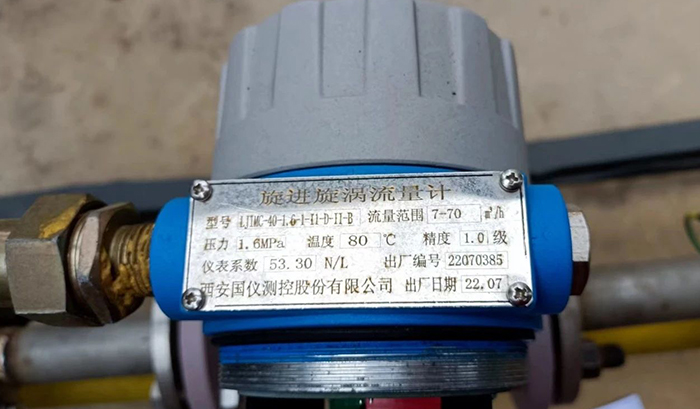 旋进旋涡流量计
型号 LJTMC-40-1.6-1-II-D-II-B 流量范围 7-70 m³/h
压力 1.6MPa 温度 80 ℃ 精度 1.0 级
仪表系数 53.30 N/L 出厂编号 22070385
西安国仪测控股份有限公司 出厂日期 22.07